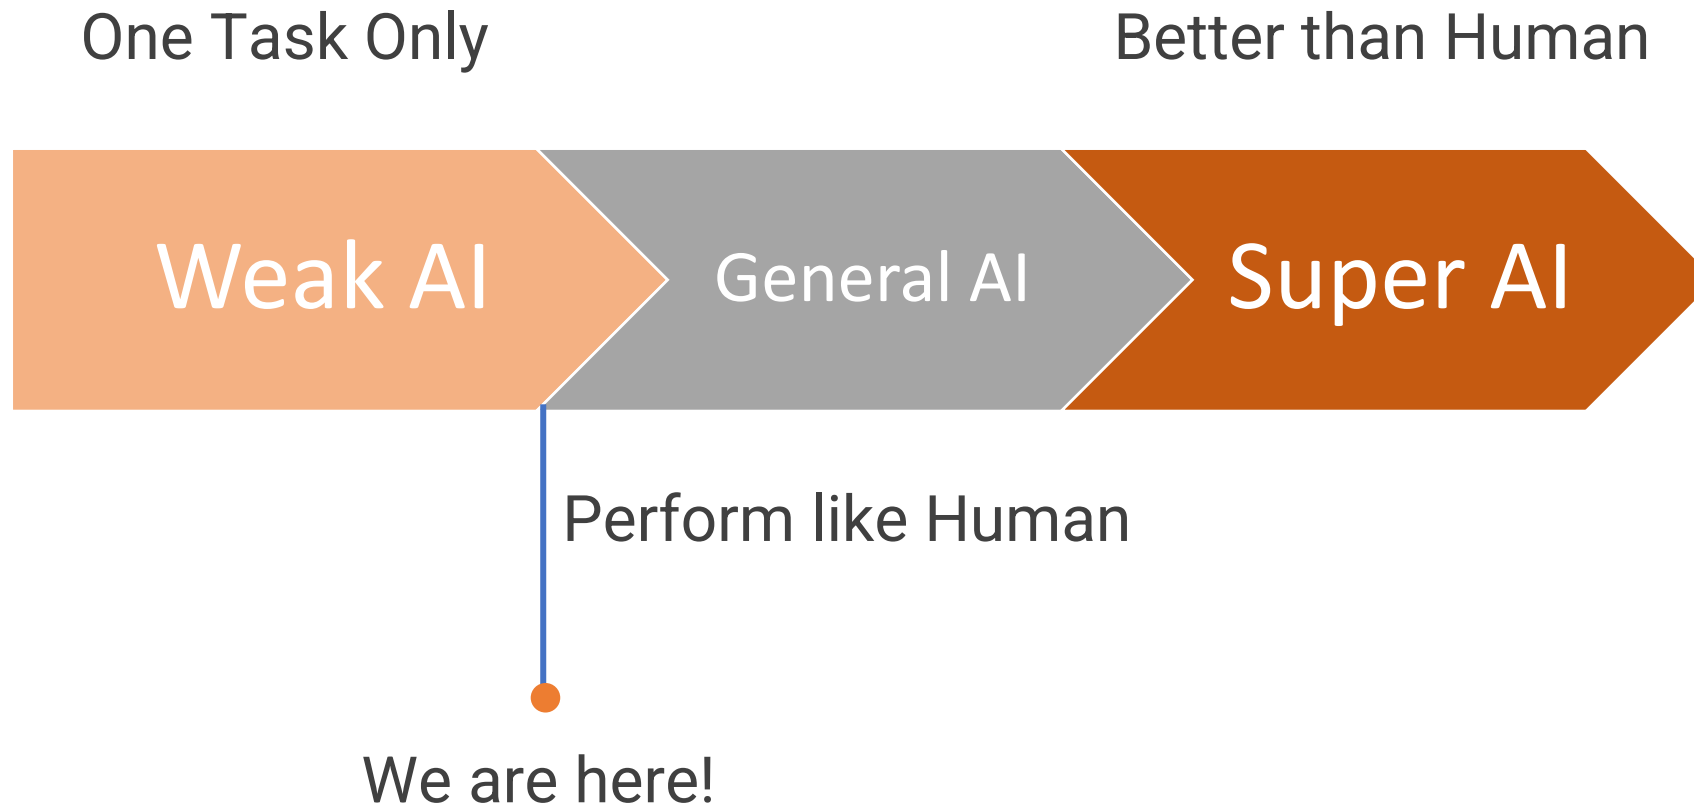 One Task Only
Better than Human
Weak AI
General AI
Super AI
Perform like Human
We are here!